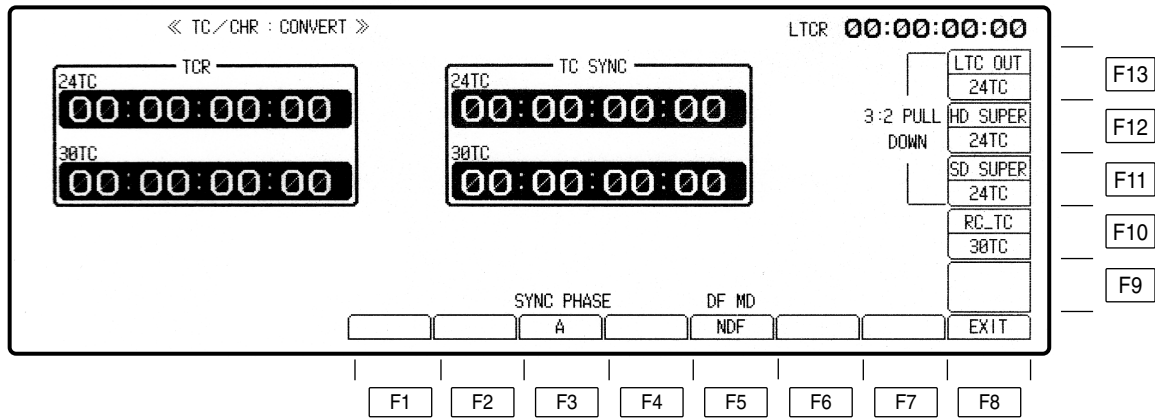 ≪ TC/CHR : CONVERT ≫
LTCR 00:00:00:00
TCR
24TC
00:00:00:00
30TC
00:00:00:00
TC SYNC
24TC
00:00:00:00
30TC
00:00:00:00
3:2 PULL
DOWN
LTC OUT
24TC
F13
HD SUPER
24TC
F12
SD SUPER
24TC
F11
RC_TC
30TC
F10
F9
SYNC PHASE
A
DF MD
NDF
EXIT
F1 F2 F3 F4 F5 F6 F7 F8